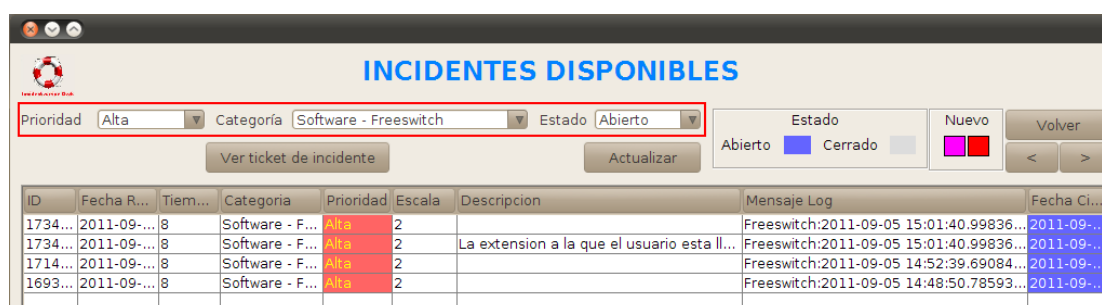 INCIDENTES DISPONIBLES
Prioridad Alta Categoría Software - Freeswitch Estado Abierto
Estado
Abierto Cerrado
Nuevo
Volver
Ver ticket de incidente Actualizar < >
ID Fecha R... Tiem... Categoria Prioridad Escala Descripcion Mensaje Log Fecha Ci...
1734... 2011-09-... 8 Software - F... Alta 2 Freeswitch:2011-09-05 15:01:40.99836... 2011-09-...
1734... 2011-09-... 8 Software - F... Alta 2 La extension a la que el usuario esta ll... Freeswitch:2011-09-05 15:01:40.99836... 2011-09-...
1714... 2011-09-... 8 Software - F... Alta 2 Freeswitch:2011-09-05 14:52:39.69084... 2011-09-...
1693... 2011-09-... 8 Software - F... Alta 2 Freeswitch:2011-09-05 14:48:50.78593... 2011-09-...